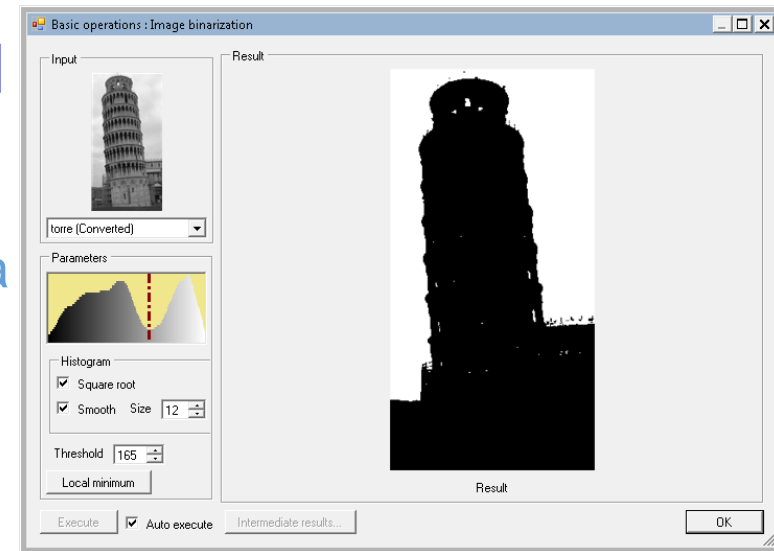 Basic operations : Image binarization
Input
torre (Converted)
Parameters
Histogram
Square root
Smooth Size 12
Threshold 165
Local minimum
Result
Result
Execute
Auto execute
Intermediate results...
OK
a